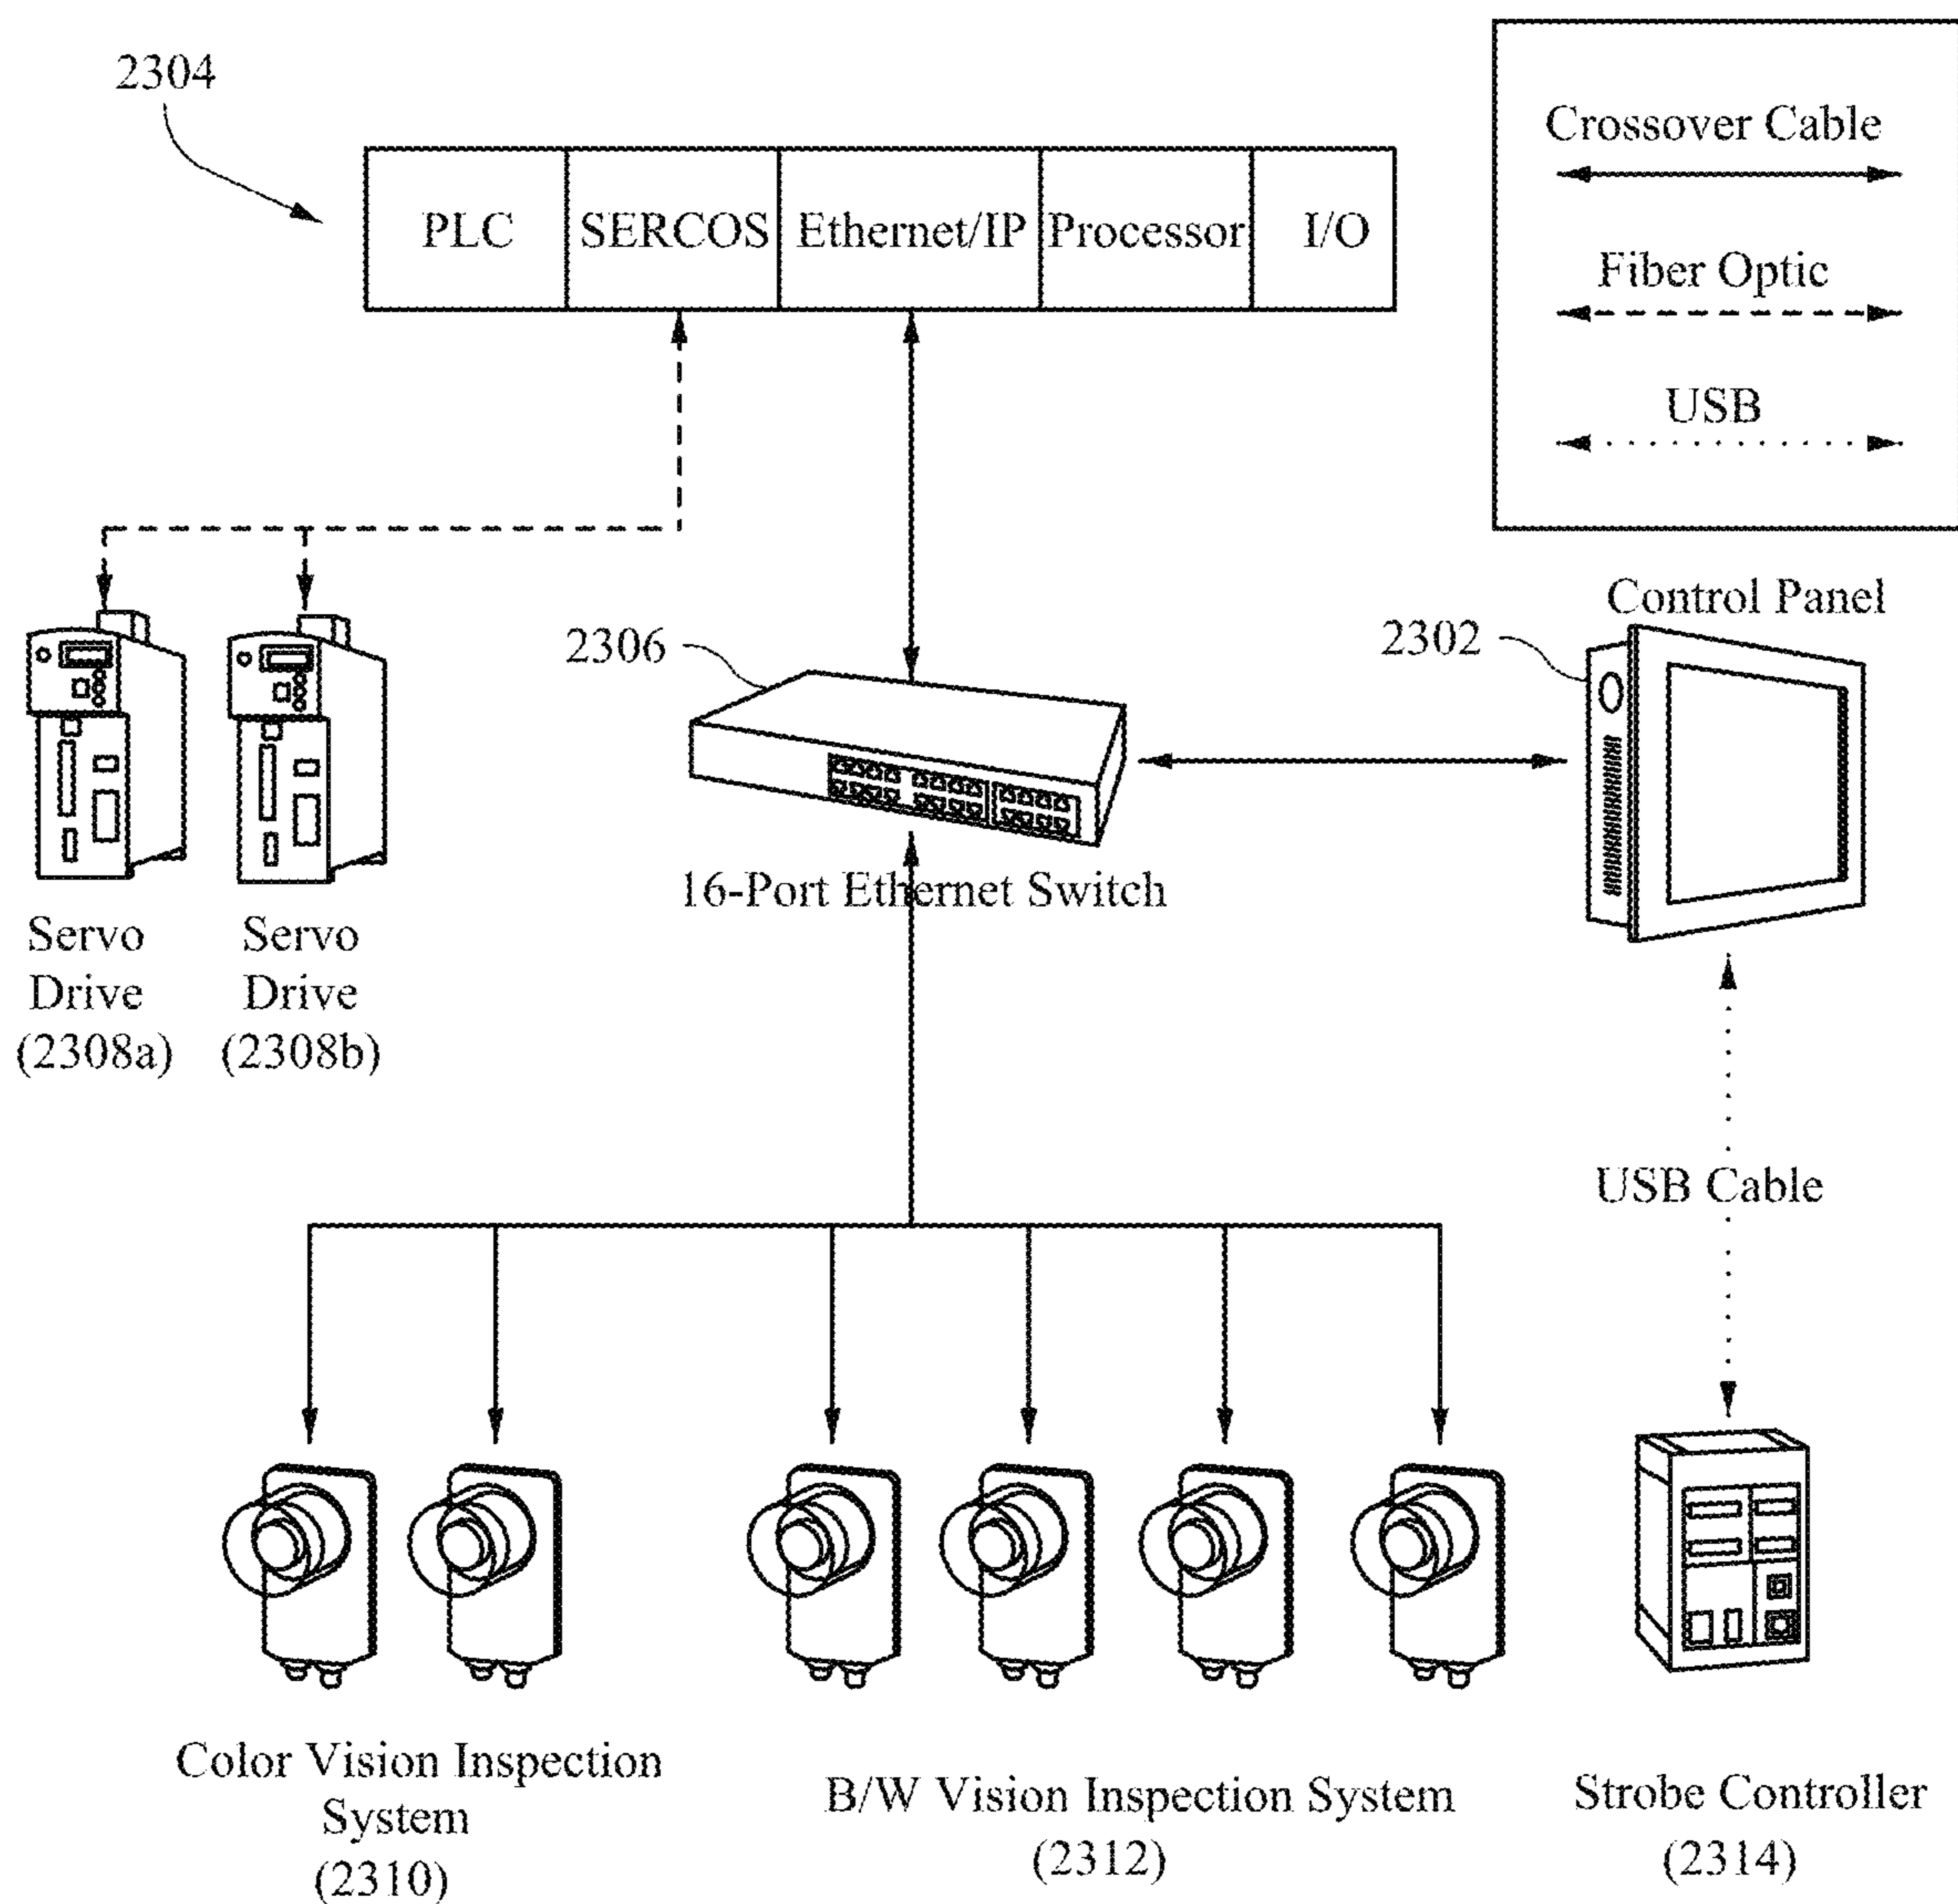 2304
Crossover Cable
PLC
SERCOS
Ethernet/IP
Processor
I/O
Fiber Optic
USB
Control Panel
2306
2302
16-Port Ethernet Switch
Servo
Drive
(2308a)
Servo
Drive
(2308b)
USB Cable
Color Vision Inspection
System
(2310)
B/W Vision Inspection System
(2312)
Strobe Controller
(2314)